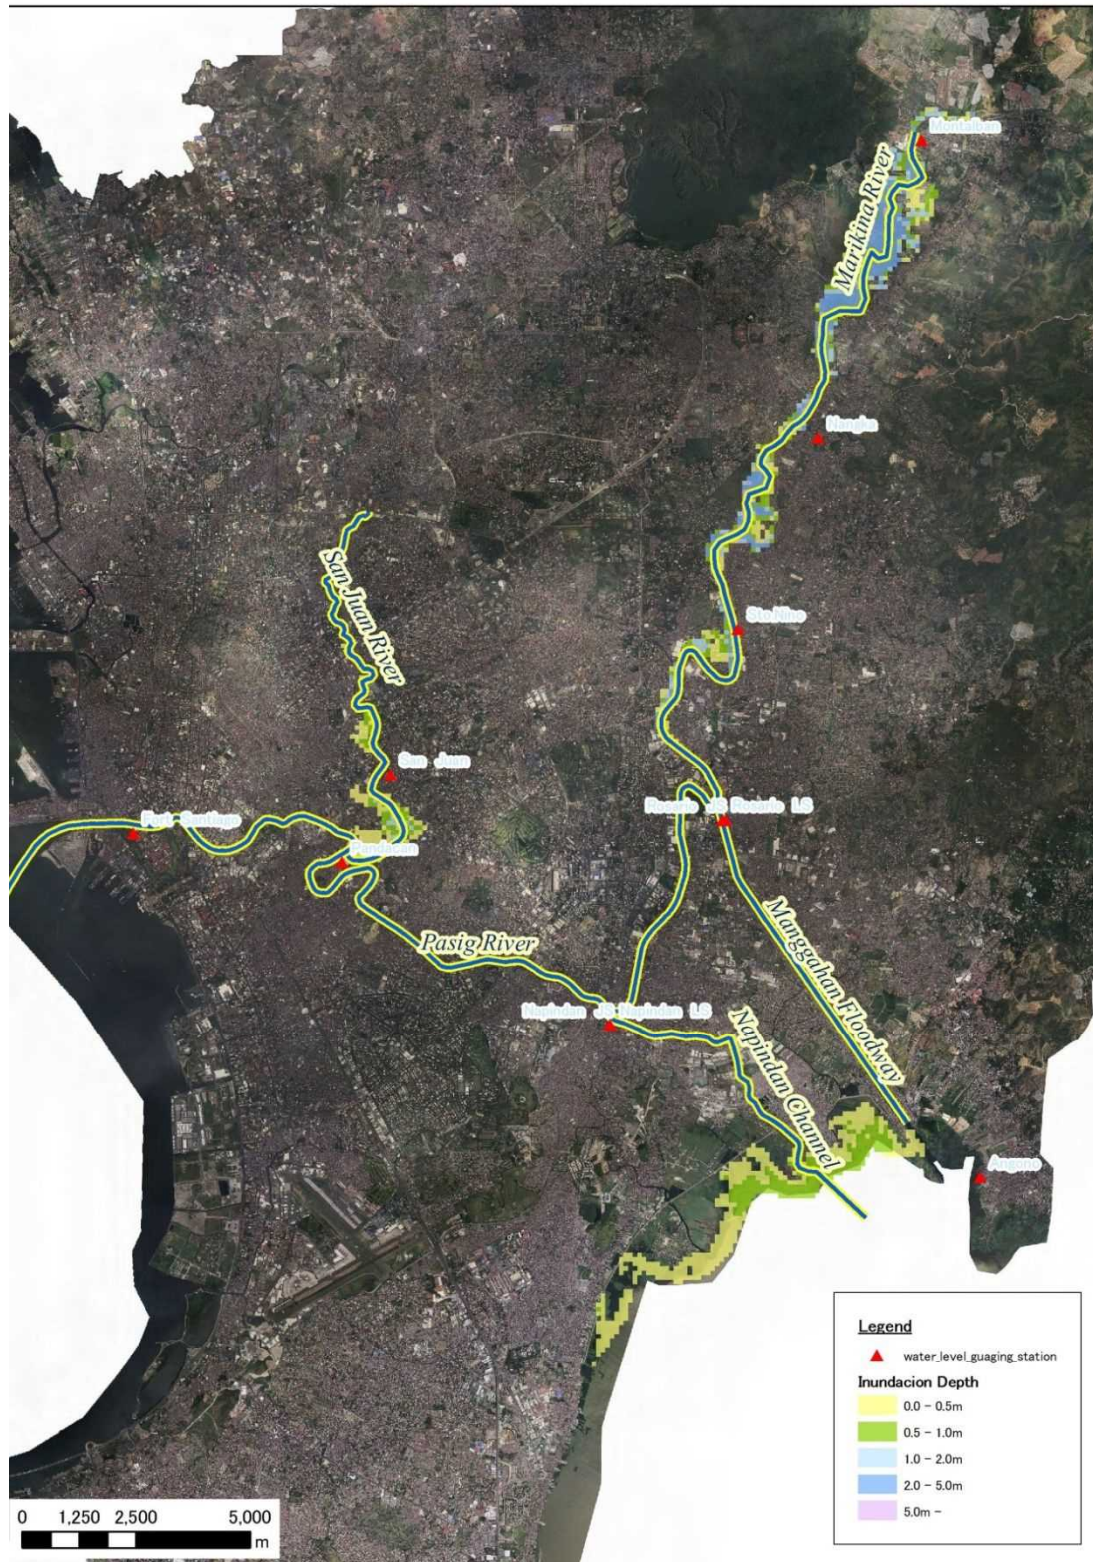 Montalban
Marikina River
Nangka
San Juan River
Sto.Nino
San Juan
Rosario JS Rosario LS
Fort Santiago
Pandacan
Manggahan Floodway
Pasig River
Napindan JS Napindan LS
Napindan Channel
Angono
Legend
water_level_guaging_station
Inundacion Depth
0.0 - 0.5m
0.5 - 1.0m
1.0 - 2.0m
2.0 - 5.0m
5.0m -
0 1,250 2,500 5,000
m